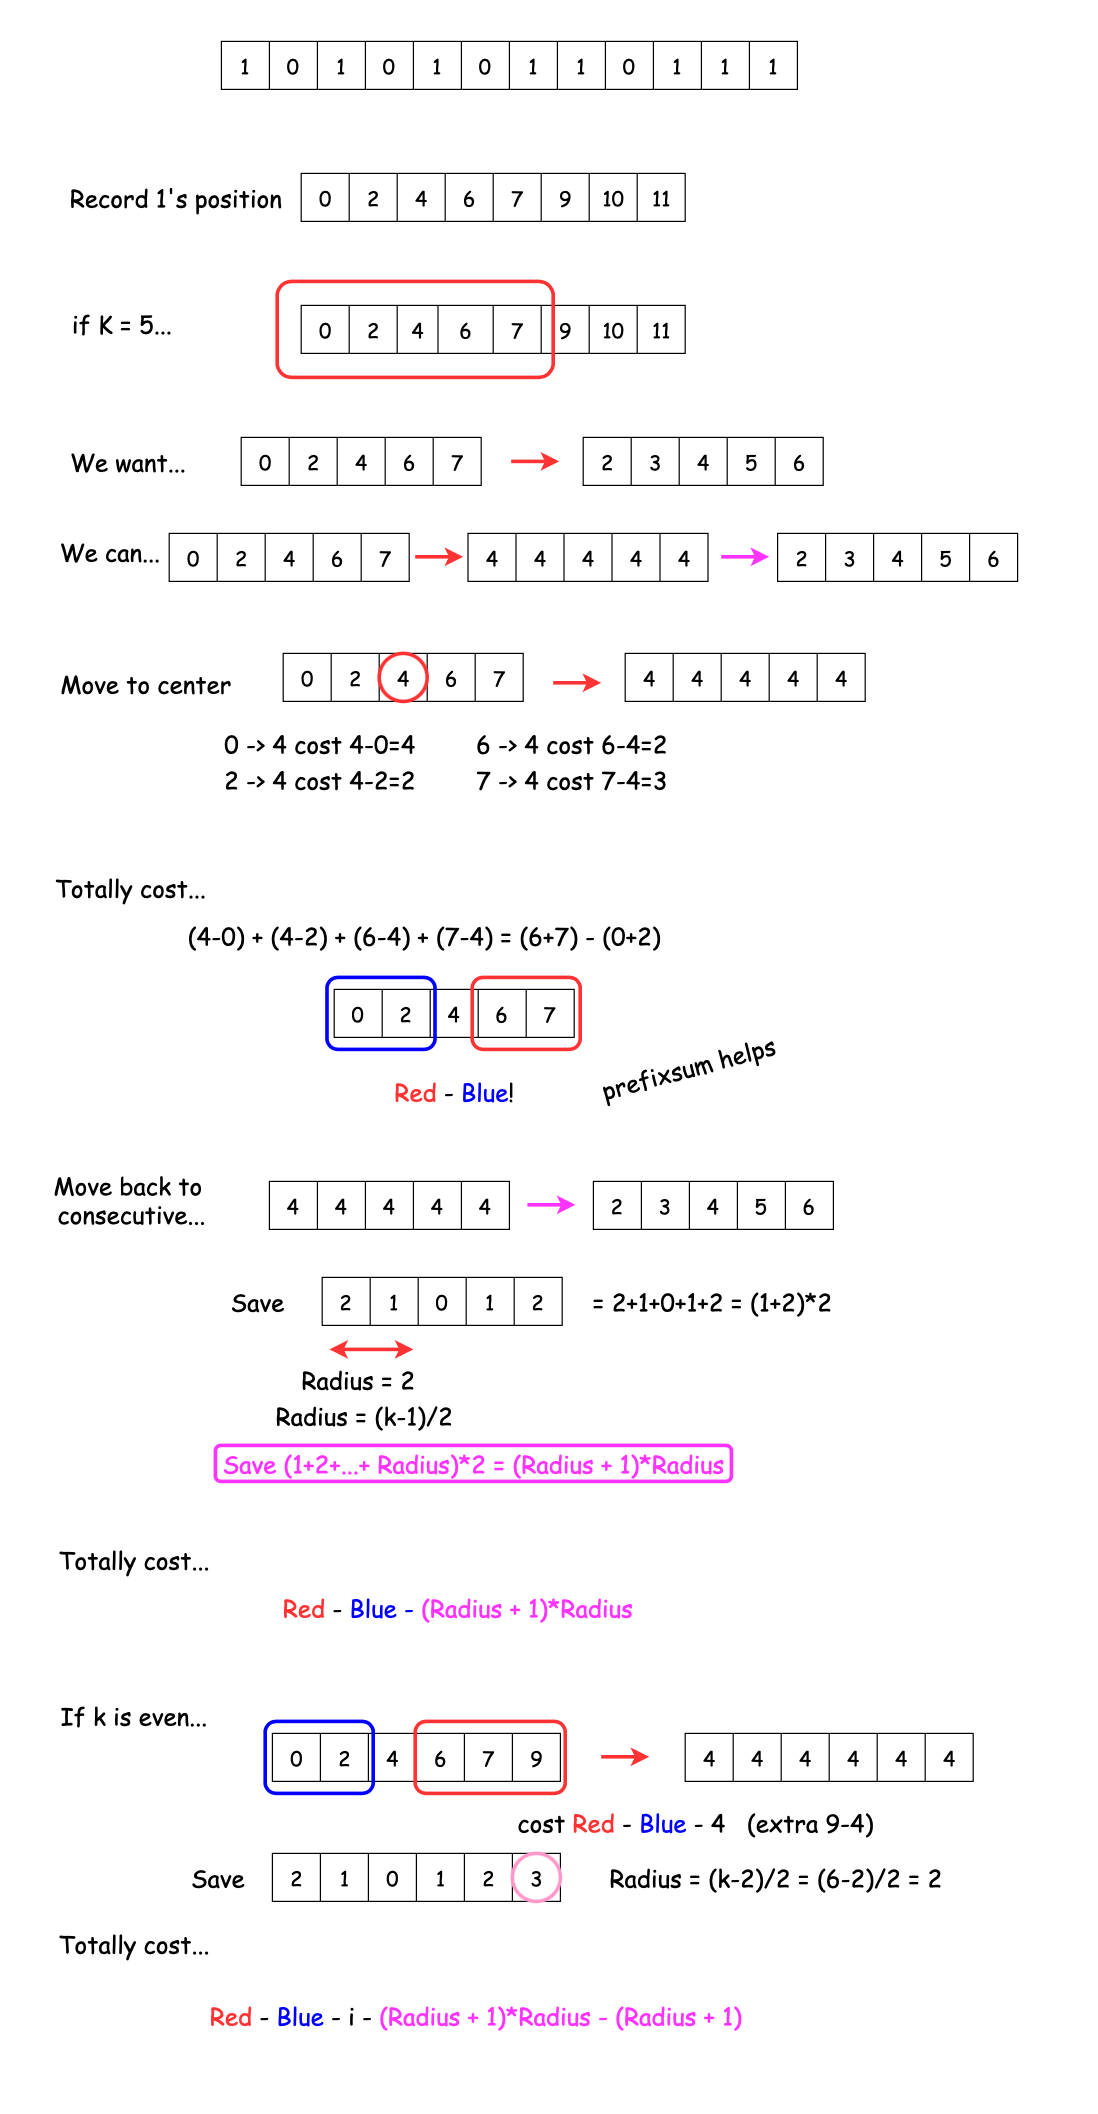 1 0 1 0 1 0 1 1 0 1 1 1
Record 1's position 0 2 4 6 7 9 10 11
if K = 5... 0 2 4 6 7 9 10 11
We want... 0 2 4 6 7 2 3 4 5 6
We can... 0 2 4 6 7 4 4 4 4 4 2 3 4 5 6
Move to center 0 2 4 6 7 4 4 4 4 4
0 -> 4 cost 4-0=4 6 -> 4 cost 6-4=2
2 -> 4 cost 4-2=2 7 -> 4 cost 7-4=3
Totally cost...
(4-0) + (4-2) + (6-4) + (7-4) = (6+7) - (0+2)
0 2 4 6 7
Red - Blue!
prefixsum helps
Move back to
consecutive...
4 4 4 4 4 2 3 4 5 6
Save 2 1 0 1 2 = 2+1+0+1+2 = (1+2)*2
Radius = 2
Radius = (k-1)/2
Save (1+2+...+ Radius)*2 = (Radius + 1)*Radius
Totally cost...
Red - Blue - (Radius + 1)*Radius
If k is even... 0 2 4 6 7 9 4 4 4 4 4 4
cost Red - Blue - 4 (extra 9-4)
Save 2 1 0 1 2 3 Radius = (k-2)/2 = (6-2)/2 = 2
Totally cost...
Red - Blue - i - (Radius + 1)*Radius - (Radius + 1)